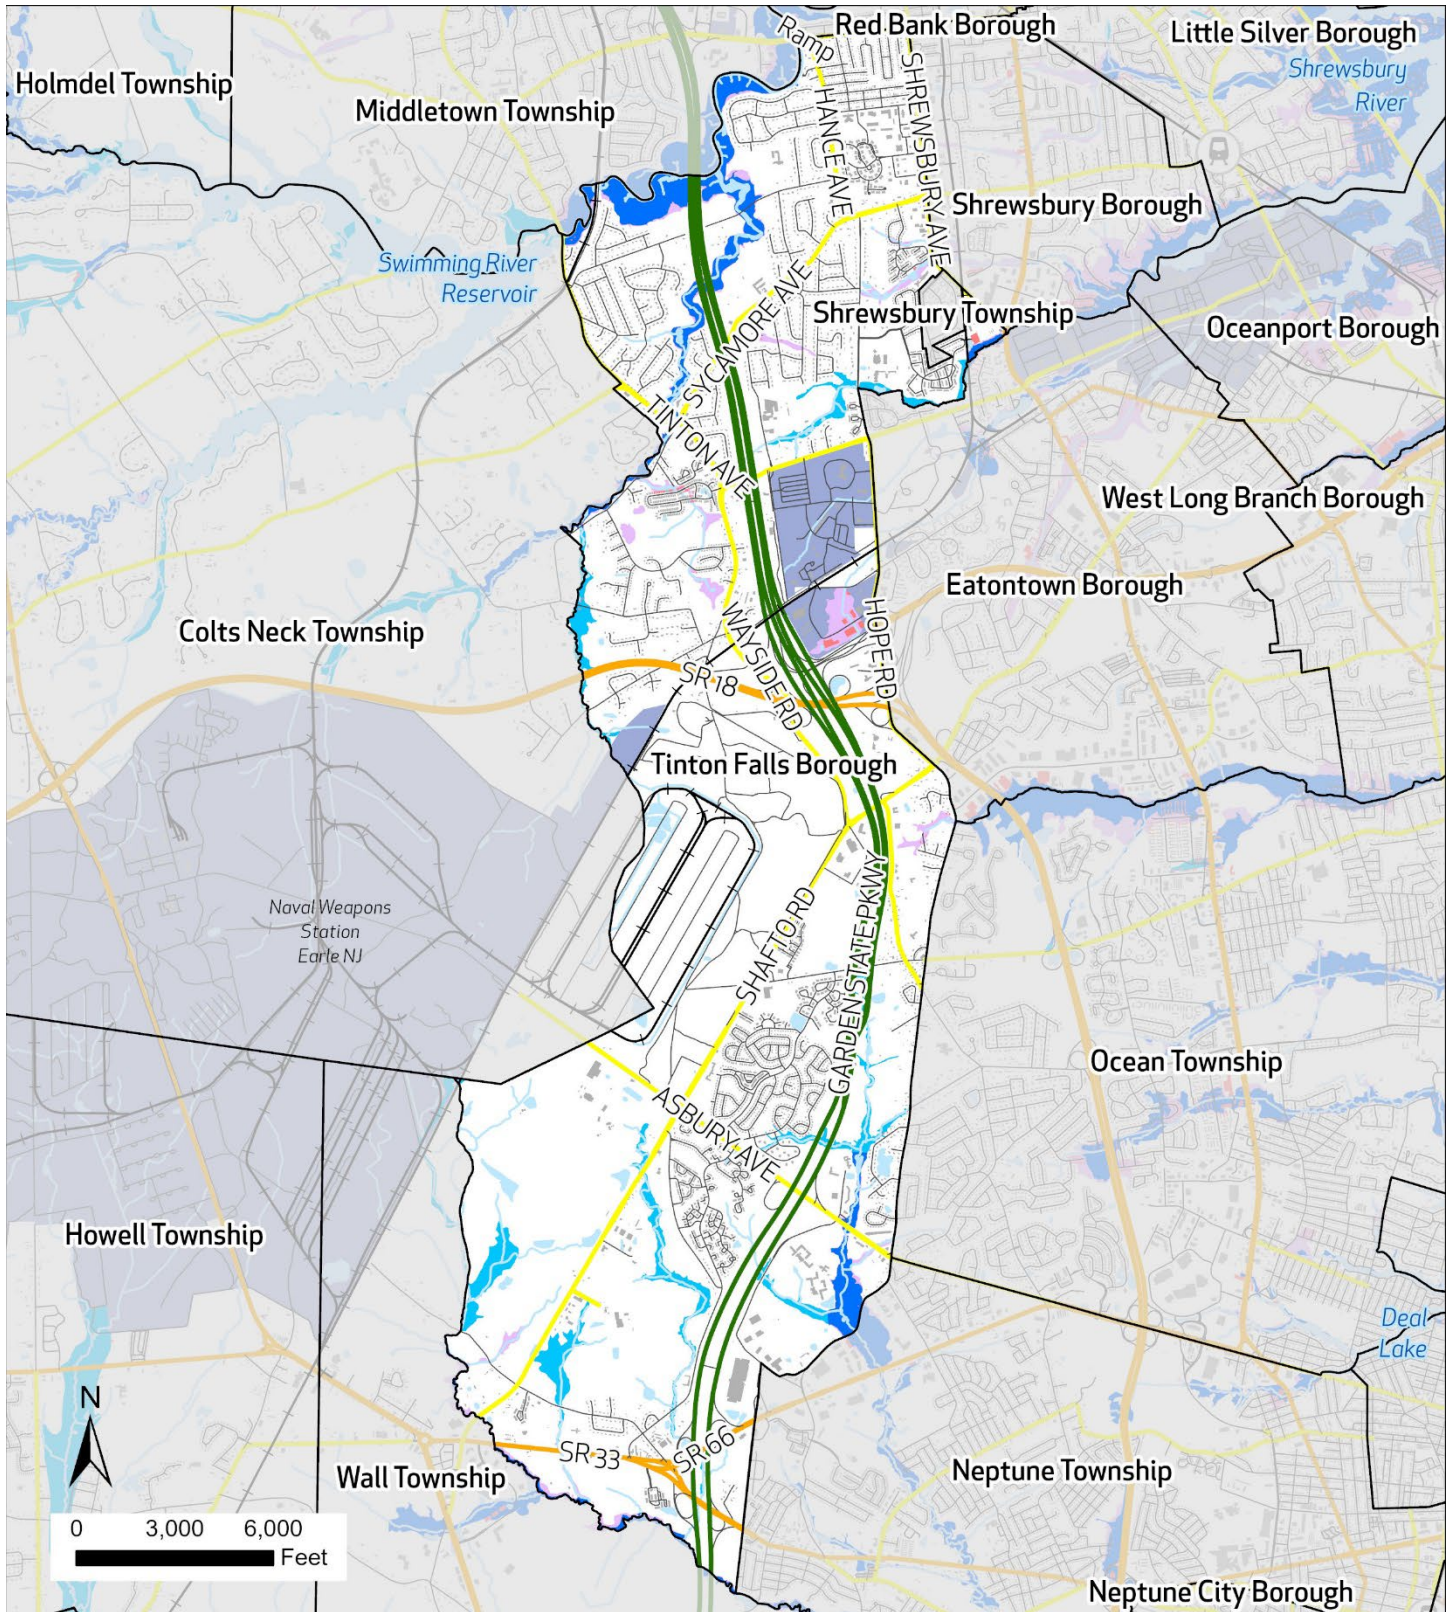 Red Bank Borough
Little Silver Borough
Ramp
Shrewsbury
River
Holmdel Township
Middletown Township
HANCE AVE
SHREWSBURY AVE
Shrewsbury Borough
Swimming River
Reservoir
SYCAMORE AVE
Shrewsbury Township
Oceanport Borough
TINTON AVE
West Long Branch Borough
Eatontown Borough
Colts Neck Township
WAYSIDE RD
HOPE RD
SR 18
Tinton Falls Borough
Naval Weapons
Station
Earle NJ
SHAFTO RD
GARDEN STATE PKWY
Ocean Township
ASBURY AVE
Howell Township
Deal
Lake
N
SR 33
SR 66
Wall Township
Neptune Township
0 3,000 6,000
Feet
Neptune City Borough